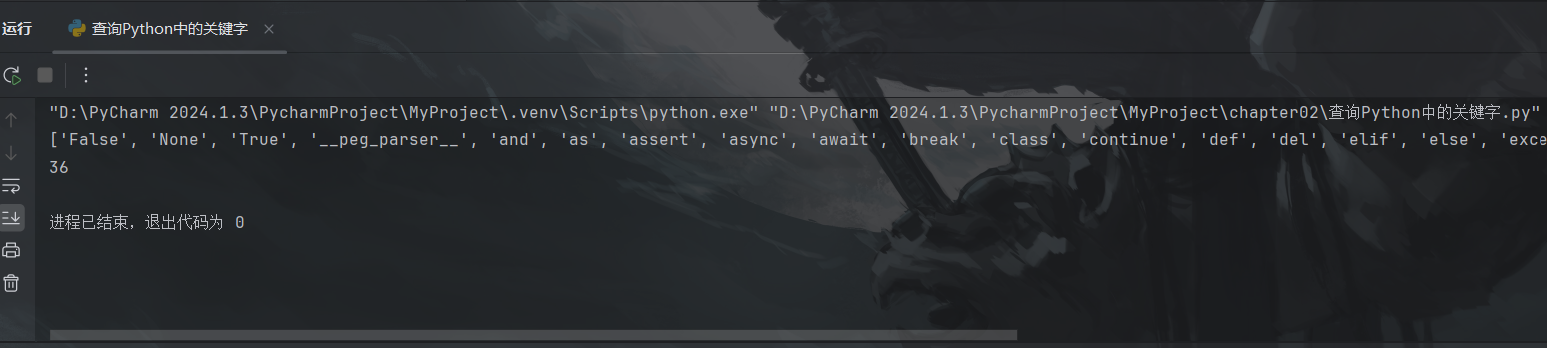 运行 查询Python中的关键字
"D:\PyCharm 2024.1.3\PycharmProject\MyProject\.venv\Scripts\python.exe" "D:\PyCharm 2024.1.3\PycharmProject\MyProject\chapter02\查询Python中的关键字.py"
['False', 'None', 'True', '__peg_parser__', 'and', 'as', 'assert', 'async', 'await', 'break', 'class', 'continue', 'def', 'del', 'elif', 'else', 'exce
36
进程已结束，退出代码为 0